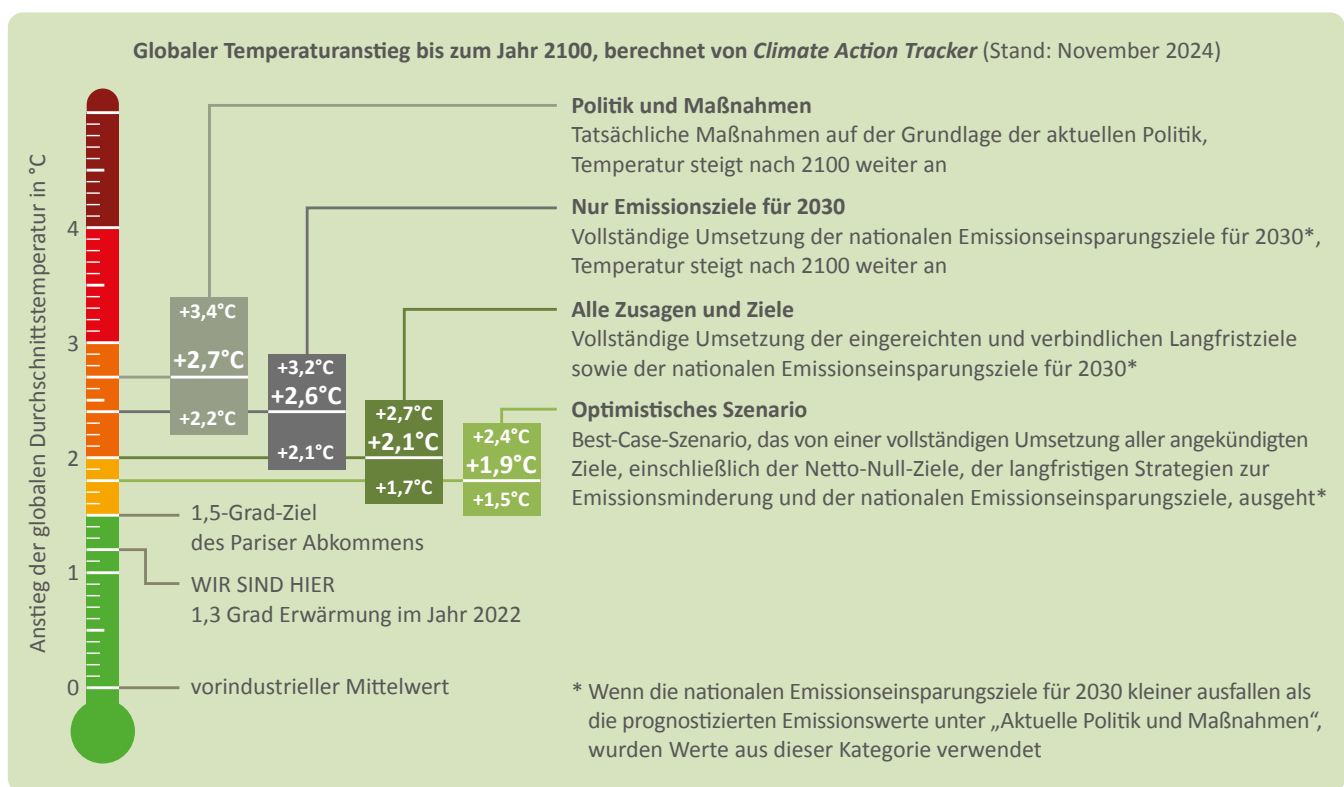 Globaler Temperaturanstieg bis zum Jahr 2100, berechnet von Climate Action Tracker (Stand: November 2024)
Anstieg der globalen Durchschnittstemperatur in °C
4
3
2
1
0
Politik und Maßnahmen
Tatsächliche Maßnahmen auf der Grundlage der aktuellen Politik,
Temperatur steigt nach 2100 weiter an
+3,4°C
+2,7°C
+2,2°C
Nur Emissionsziele für 2030
Vollständige Umsetzung der nationalen Emissionseinsparungsziele für 2030*,
Temperatur steigt nach 2100 weiter an
+3,2°C
+2,6°C
+2,1°C
Alle Zusagen und Ziele
Vollständige Umsetzung der eingereichten und verbindlichen Langfristziele
sowie der nationalen Emissionseinsparungsziele für 2030*
+2,7°C
+2,1°C
+1,7°C
Optimistisches Szenario
Best-Case-Szenario, das von einer vollständigen Umsetzung aller angekündigten
Ziele, einschließlich der Netto-Null-Ziele, der langfristigen Strategien zur
Emissionsminderung und der nationalen Emissionseinsparungsziele, ausgeht*
+2,4°C
+1,9°C
+1,5°C
1,5-Grad-Ziel
des Pariser Abkommens
WIR SIND HIER
1,3 Grad Erwärmung im Jahr 2022
vorindustrieller Mittelwert
* Wenn die nationalen Emissionseinsparungsziele für 2030 kleiner ausfallen als
die prognostizierten Emissionswerte unter „Aktuelle Politik und Maßnahmen“,
wurden Werte aus dieser Kategorie verwendet